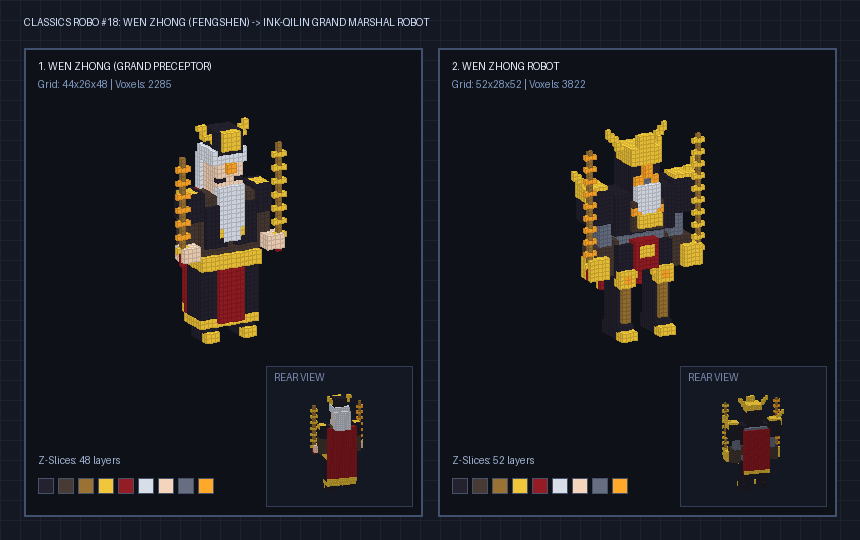 CLASSICS ROBO #18: WEN ZHONG (FENGSHEN) -> INK-QILIN GRAND MARSHAL ROBOT
1. WEN ZHONG (GRAND PRECEPTOR)
Grid: 44x26x48 | Voxels: 2285
REAR VIEW
Z-Slices: 48 layers
2. WEN ZHONG ROBOT
Grid: 52x28x52 | Voxels: 3822
REAR VIEW
Z-Slices: 52 layers